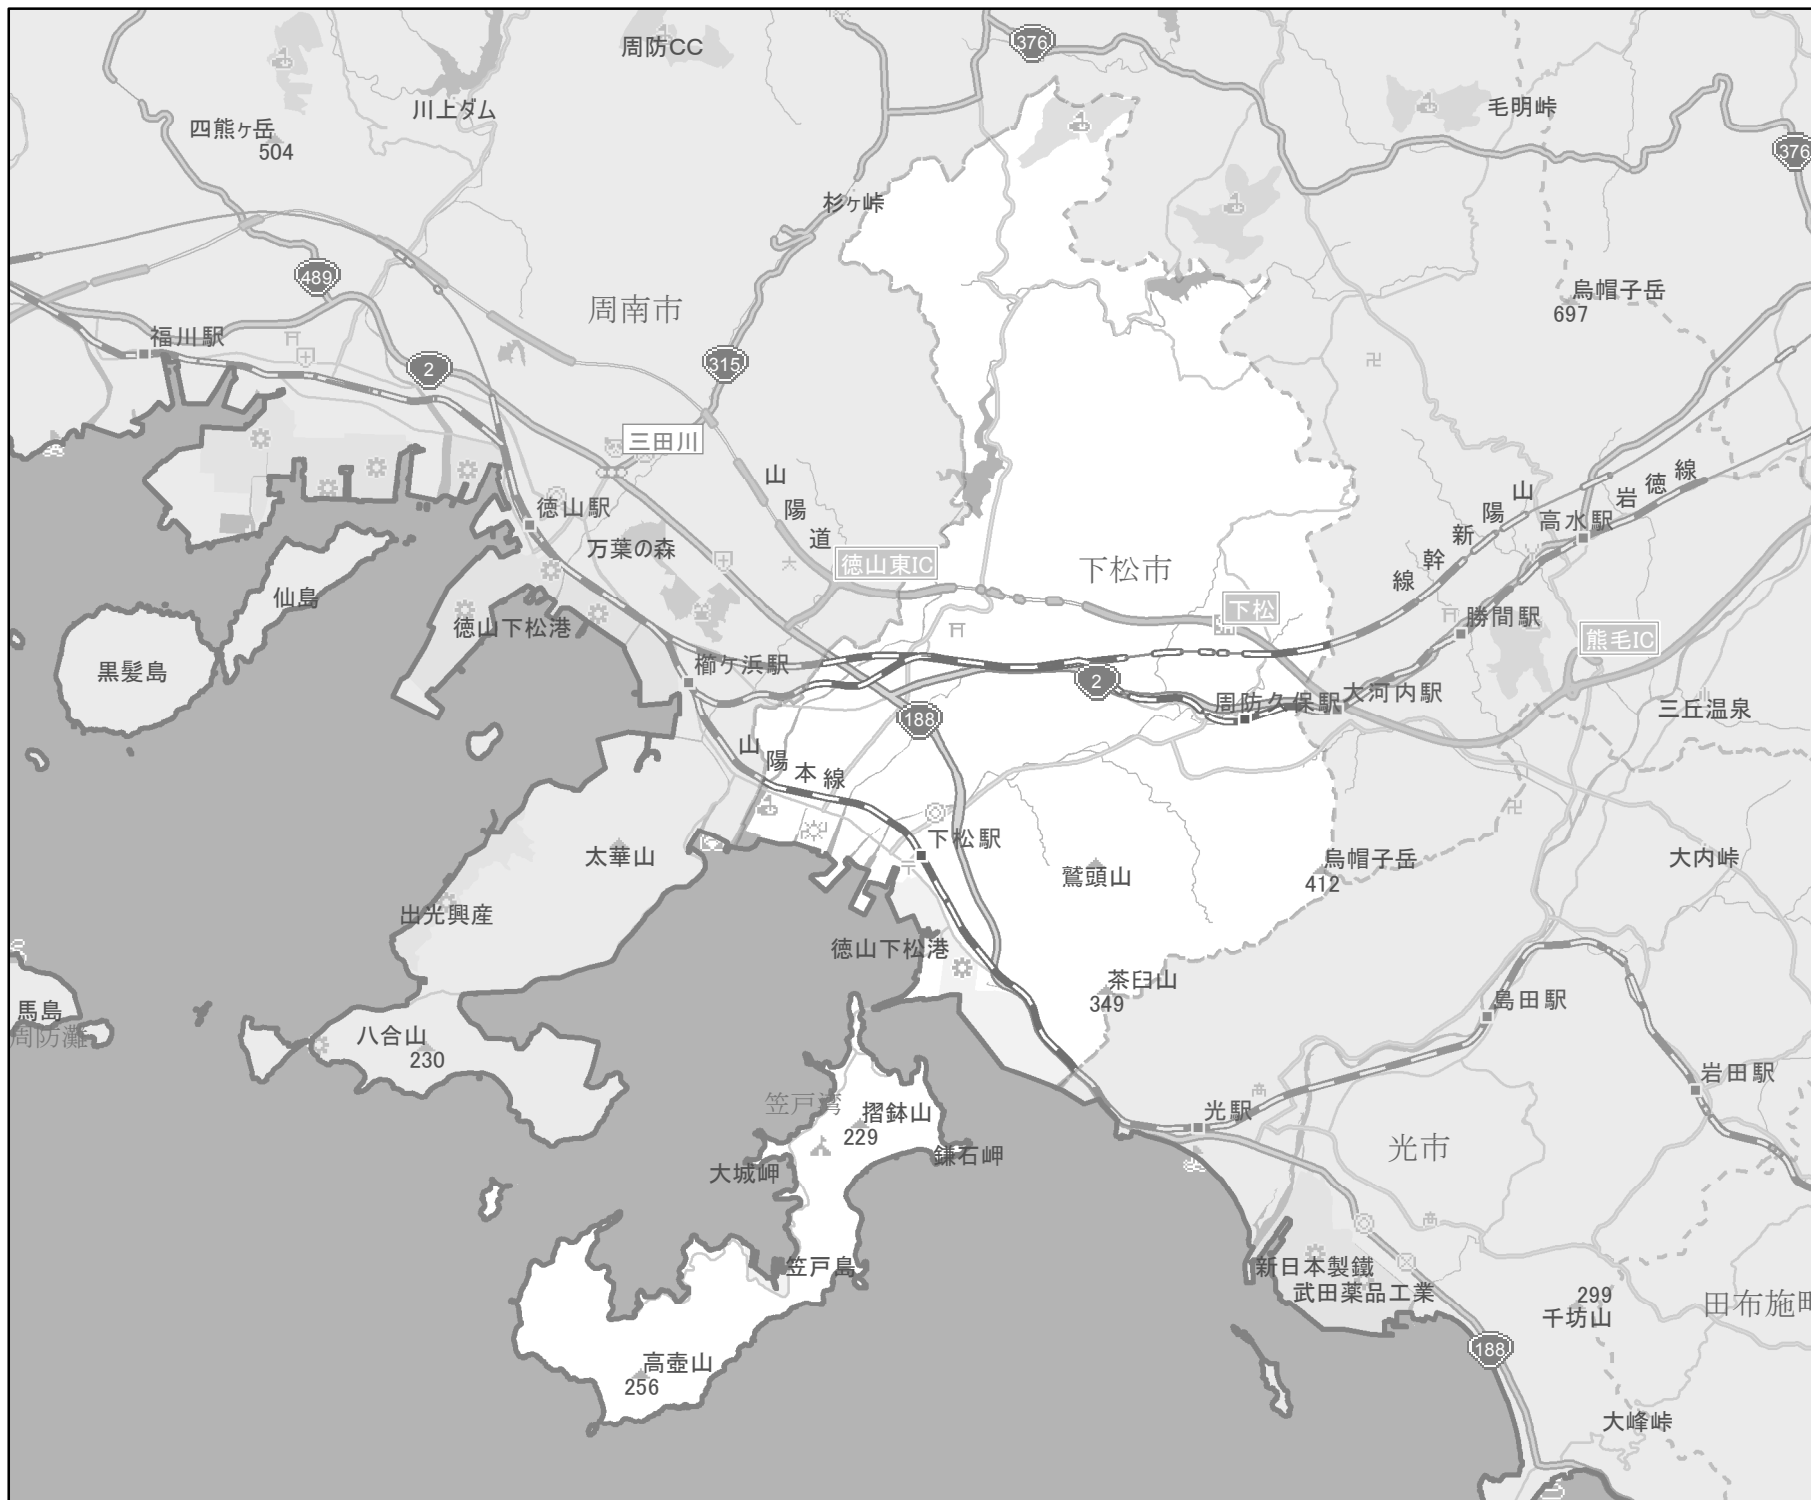 376
周防CC
川上ダム
毛明峠
四熊ヶ岳
504
376
杉ヶ峠
489
烏帽子岳
697
周南市
福川駅
2
315
三田川
山陽道
徳山駅
万葉の森
徳山東IC
下松市
山陽新幹線
岩徳線
高水駅
仙島
徳山下松港
下松
勝間駅
熊毛IC
黒髪島
櫛ケ浜駅
2
周防久保駅
大河内駅
三丘温泉
188
山陽本線
下松駅
太華山
鷲頭山
烏帽子岳
412
大内峠
出光興産
徳山下松港
茶臼山
349
島田駅
馬島
周防灘
八合山
230
岩田駅
笠戸湾
摺鉢山
229
光駅
光市
大城岬
鎌石岬
笠戸島
新日本製鐵
武田薬品工業
299
千坊山
田布施町
188
高壺山
256
大峰峠